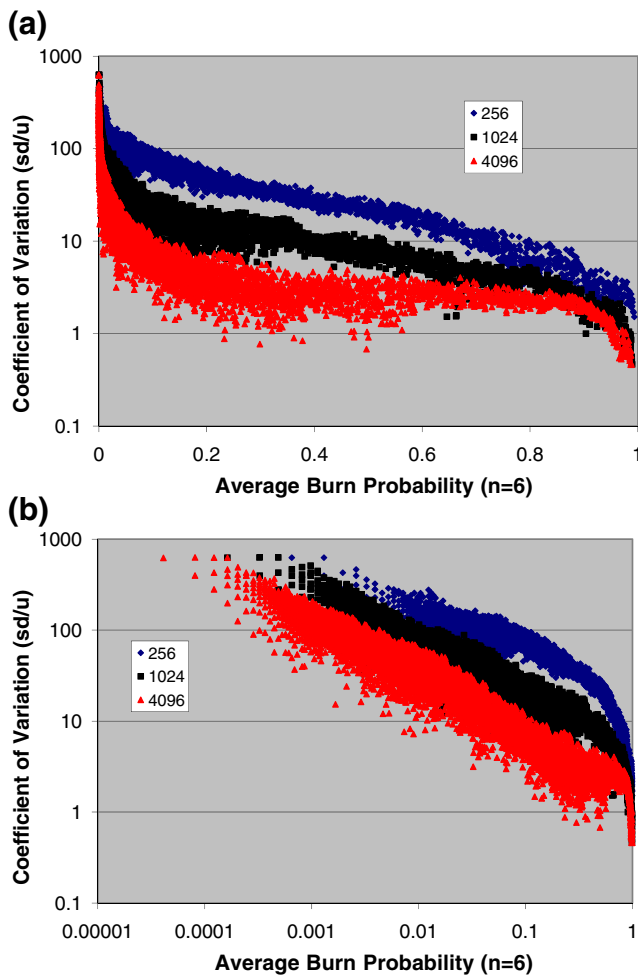 (a)
1000
100
10
1
0.1
Coefficient of Variation (sd/u)
256
1024
4096
0 0.2 0.4 0.6 0.8 1
Average Burn Probability (n=6)
(b)
1000
100
10
1
0.1
Coefficient of Variation (sd/u)
256
1024
4096
0.00001 0.0001 0.001 0.01 0.1 1
Average Burn Probability (n=6)